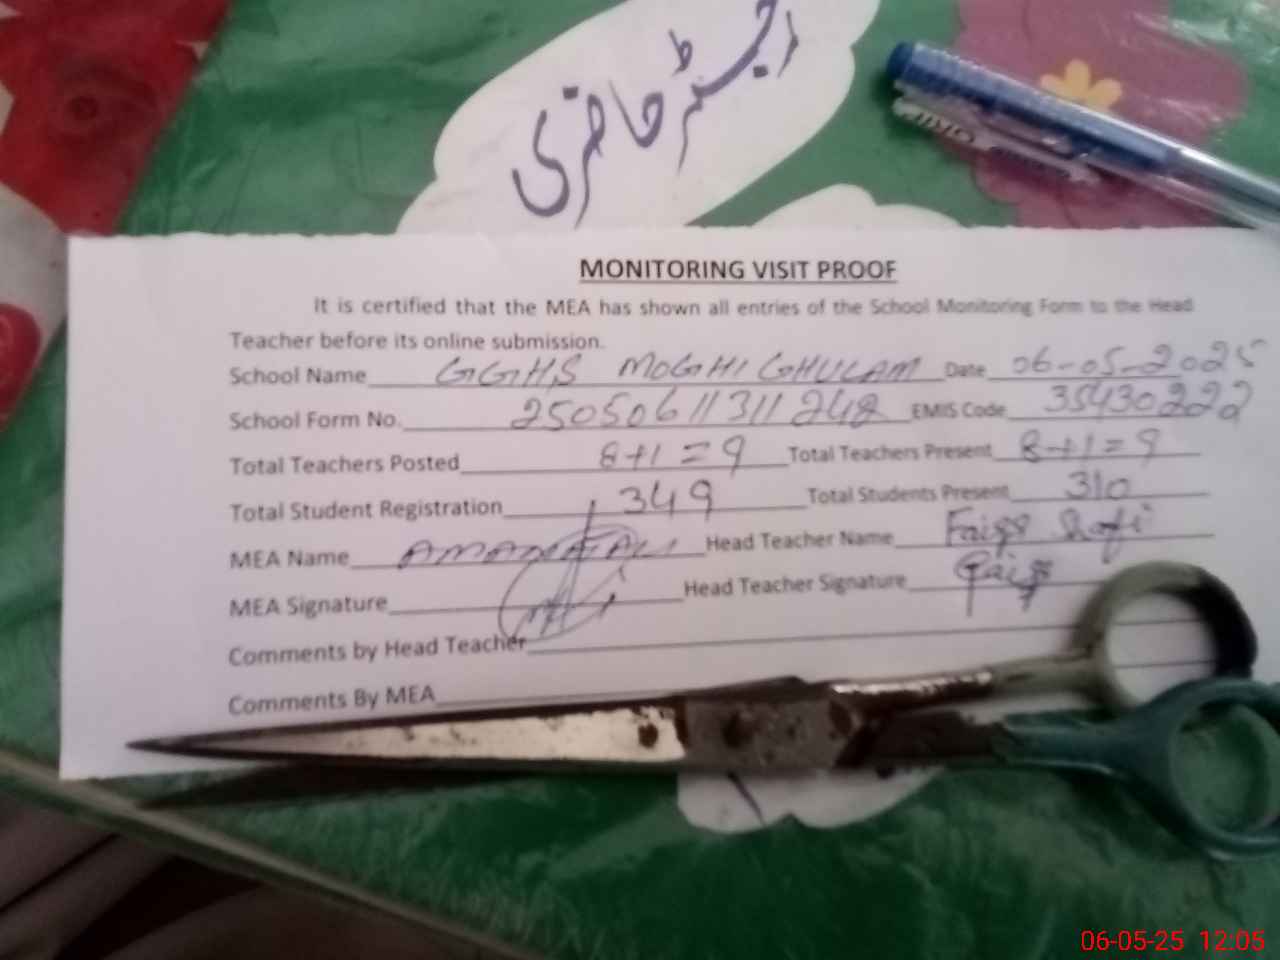 رجسٹر حاضری
MONITORING VISIT PROOF
It is certified that the MEA has shown all entries of the School Monitoring Form to the Head
Teacher before its online submission.
School Name GGHS MOGHI GHULAM Date 06-05-2025
School Form No. 25050611311248 EMIS Code 35430222
Total Teachers Posted 8+1=9 Total Teachers Present 8+1=9
Total Student Registration 349 Total Students Present 310
MEA Name AMANAT ALI Head Teacher Name Shafi
MEA Signature Head Teacher Signature
Comments by Head Teacher
Comments By MEA
06-05-25 12:05